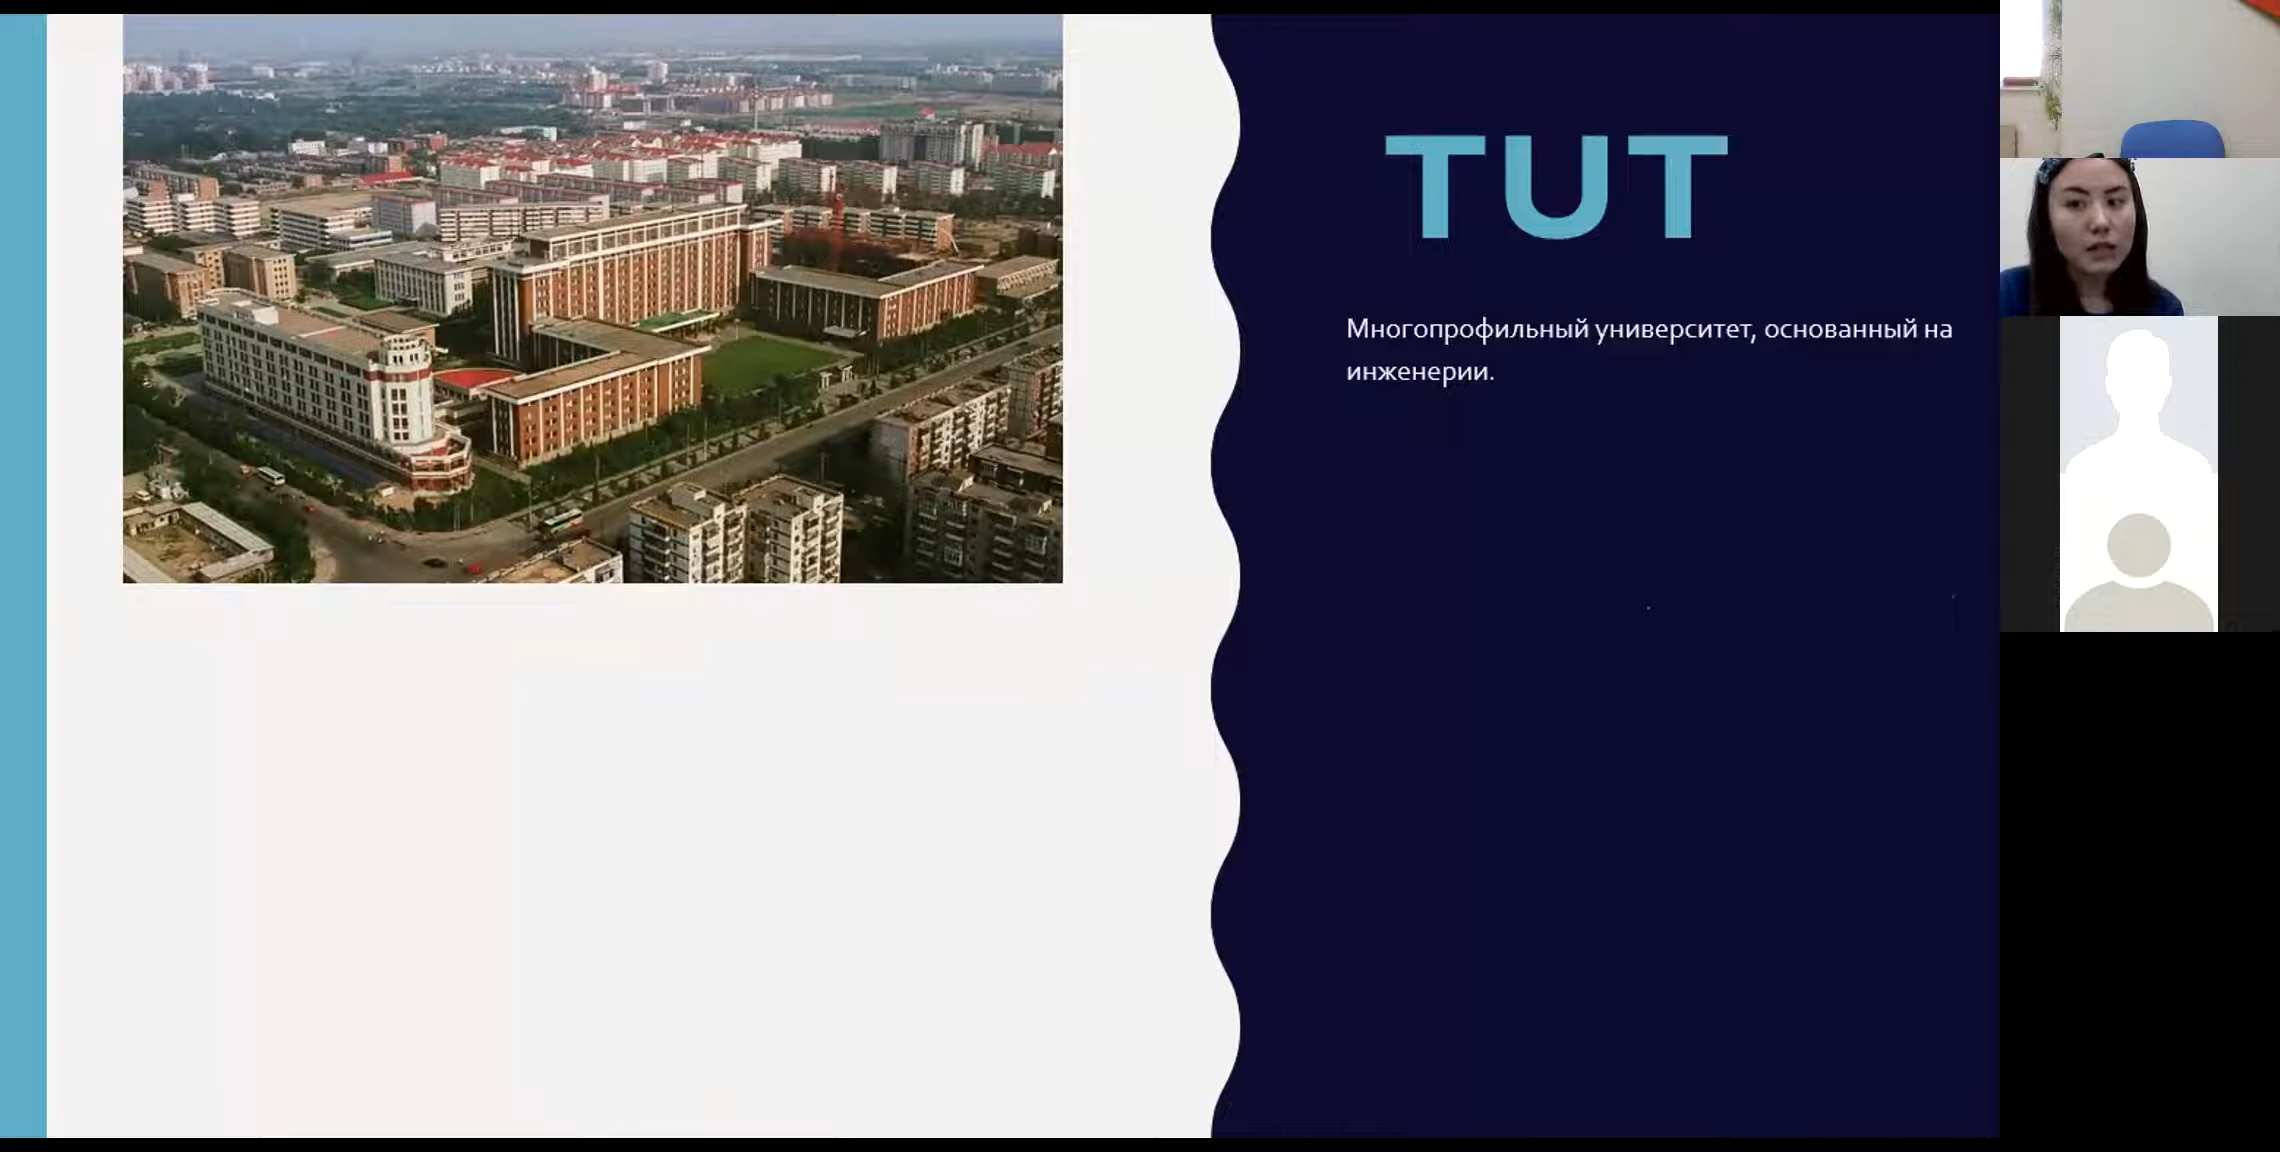 TUT
Многопрофильный университет, основанный на
инженерии.